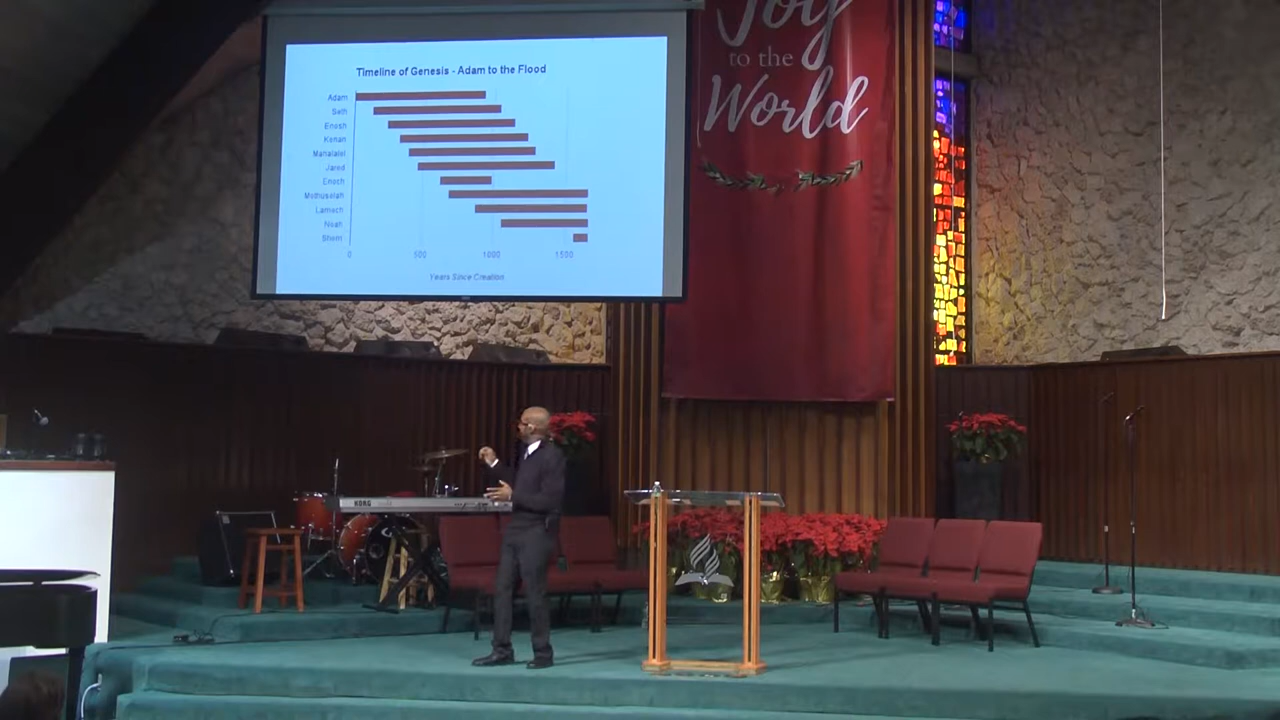 Timeline of Genesis - Adam to the Flood
Adam
Seth
Enosh
Kenan
Mahalalel
Jared
Enoch
Methuselah
Lamech
Noah
Shem
0 500 1000 1500
Years Since Creation
Joy
to the
World
KORG